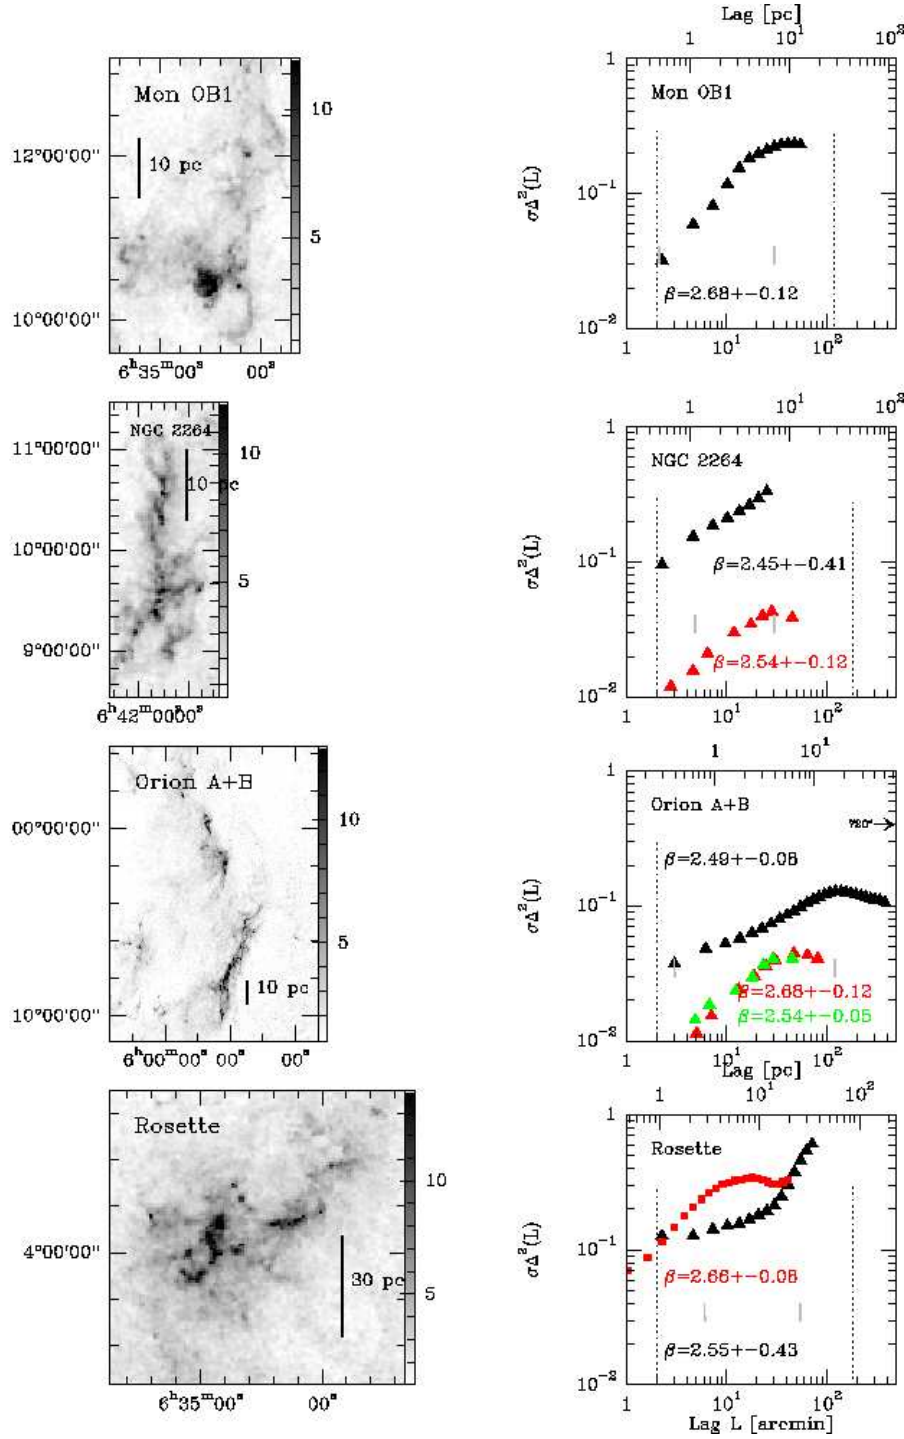 Lag [pc]
1 10¹ 10²
Mon OB1
10 pc
12°00'00"
10°00'00"
10
5
6ʰ35ᵐ00ˢ 00ˢ
Mon OB1
σΔ²(L)
1
10⁻¹
10⁻²
β=2.68+−0.12
1 10¹ 10²
NGC 2264
10 pc
11°00'00"
10°00'00"
9°00'00"
10
5
6ʰ42ᵐ00ˢ00ˢ
1 10¹ 10²
NGC 2264
σΔ²(L)
1
10⁻¹
10⁻²
β=2.45+−0.41
β=2.54+−0.12
1 10¹ 10²
Orion A+B
10 pc
00°00'00"
10°00'00"
10
5
6ʰ00ᵐ00ˢ 00ˢ 00ˢ
1 10¹
Orion A+B
σΔ²(L)
1
10⁻¹
10⁻²
β=2.49+−0.08
β=2.68+−0.12
β=2.54+−0.05
1 10¹ 10²
Lag [pc]
1 10¹ 10²
Rosette
30 pc
4°00'00"
10
5
6ʰ35ᵐ00ˢ 00ˢ
Rosette
σΔ²(L)
1
10⁻¹
10⁻²
β=2.66+−0.08
β=2.55+−0.43
1 10¹ 10²
Lag L [arcmin]